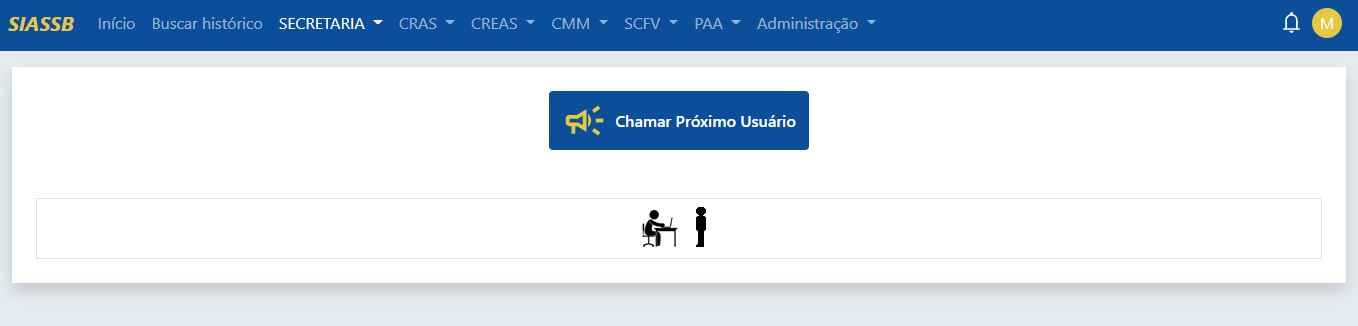 SIASSB Início Buscar histórico SECRETARIA CRAS CREAS CMM SCFV PAA Administração M
Chamar Próximo Usuário